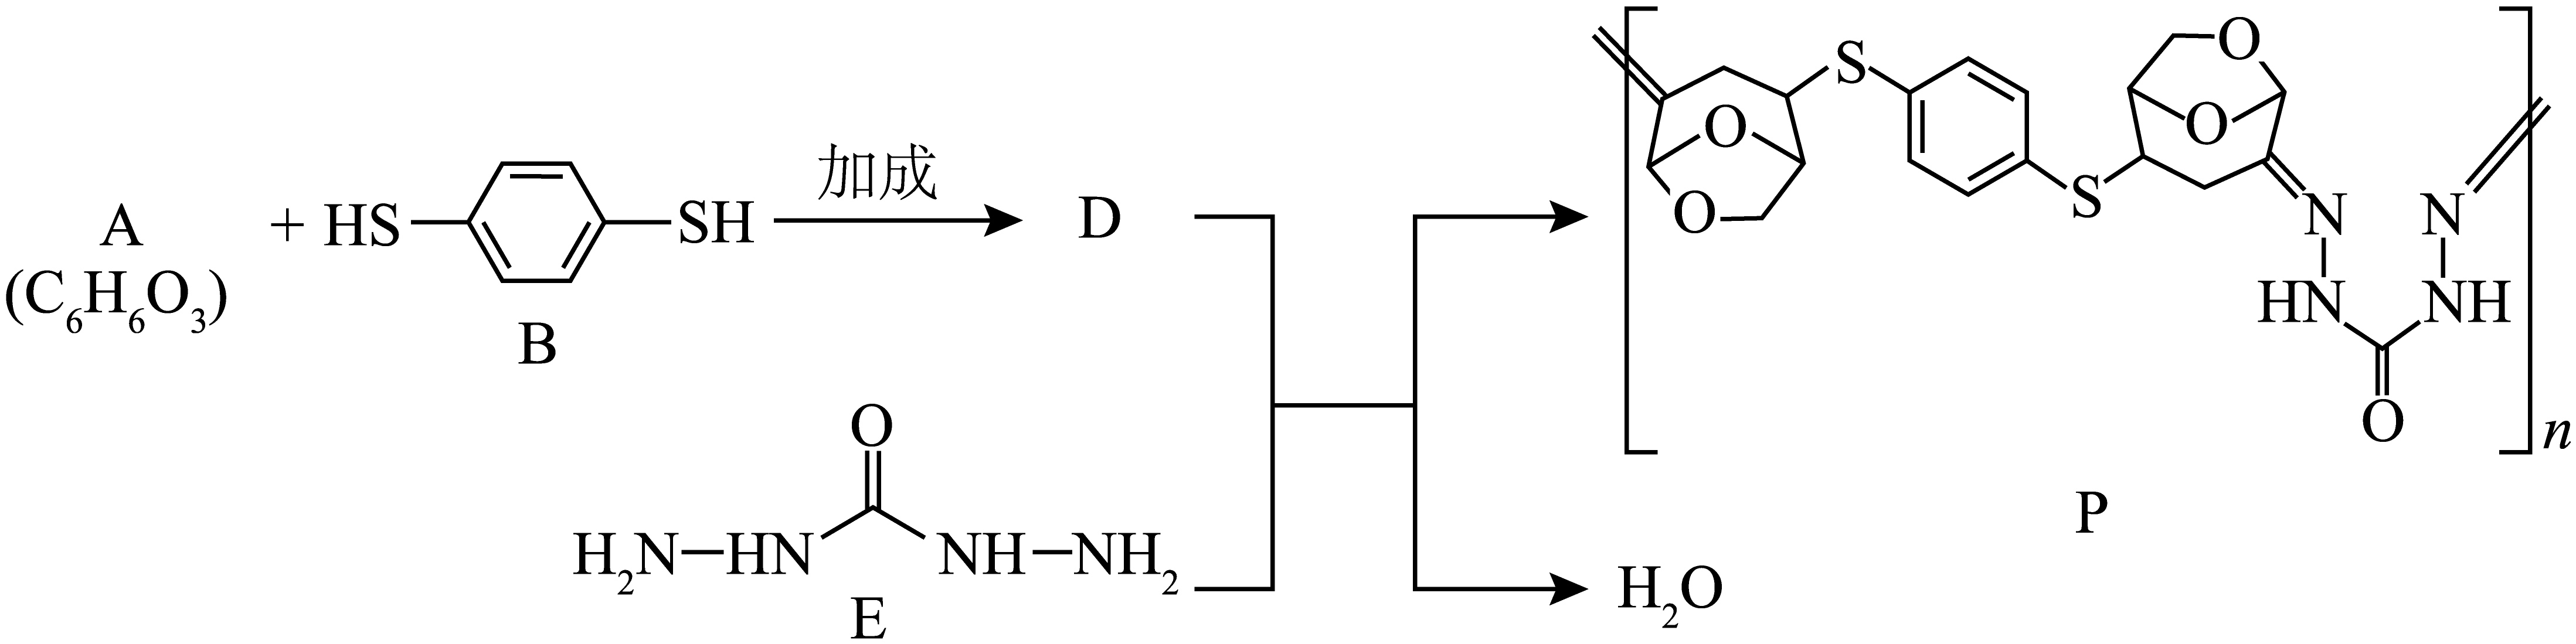 A
(C₆H₆O₃)
+ HS
SH
B
加成
D
O
H₂N—HN
NH—NH₂
E
S
O
O
S
O
O
N
N
HN
NH
O
n
P
H₂O